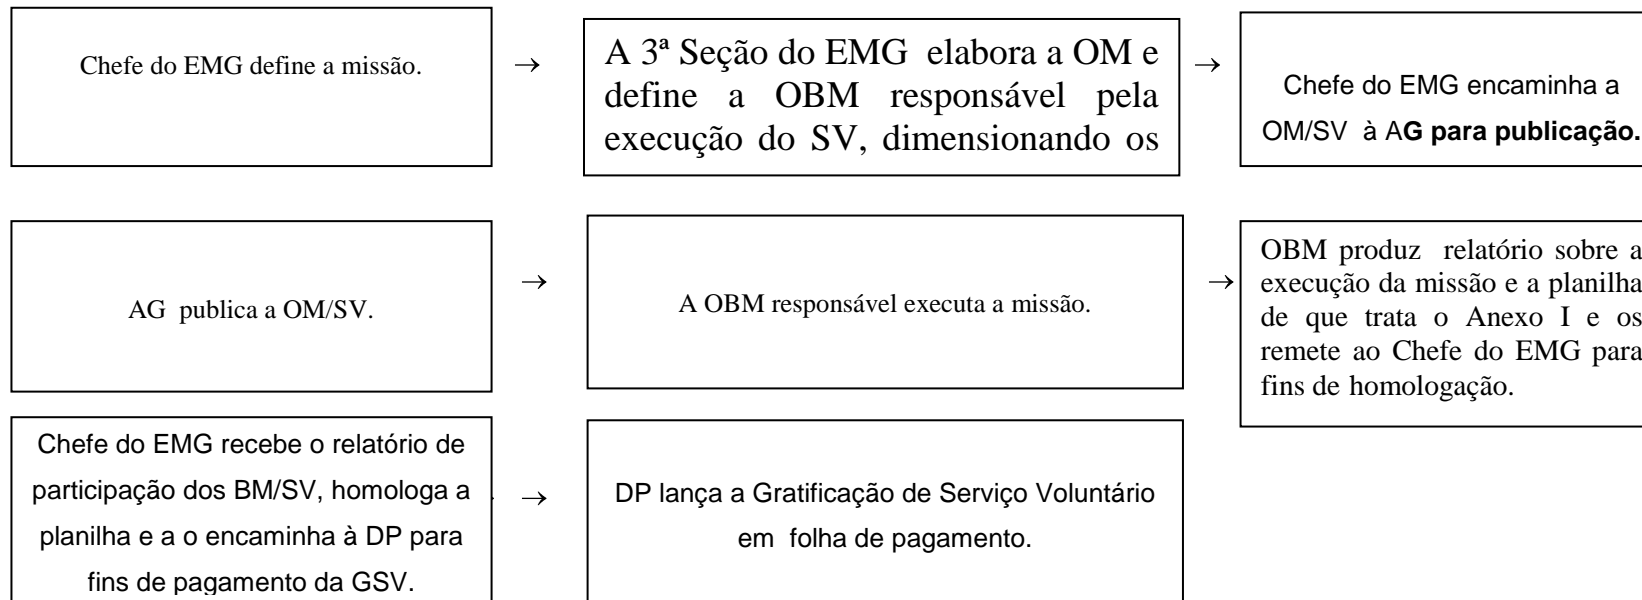 Chefe do EMG define a missão.
→
A 3ª Seção do EMG elabora a OM e
define a OBM responsável pela
execução do SV, dimensionando os
→
Chefe do EMG encaminha a
OM/SV à AG para publicação.
AG publica a OM/SV.
→
A OBM responsável executa a missão.
→
OBM produz relatório sobre a
execução da missão e a planilha
de que trata o Anexo I e os
remete ao Chefe do EMG para
fins de homologação.
Chefe do EMG recebe o relatório de
participação dos BM/SV, homologa a
planilha e a o encaminha à DP para
fins de pagamento da GSV.
→
DP lança a Gratificação de Serviço Voluntário
em folha de pagamento.